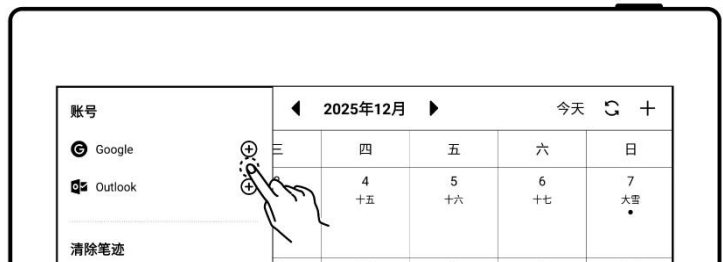 账号
Google
Outlook
清除笔迹
2025年12月
今天
三 四 五 六 日
4 5 6 7
十五 十六 十七 大雪